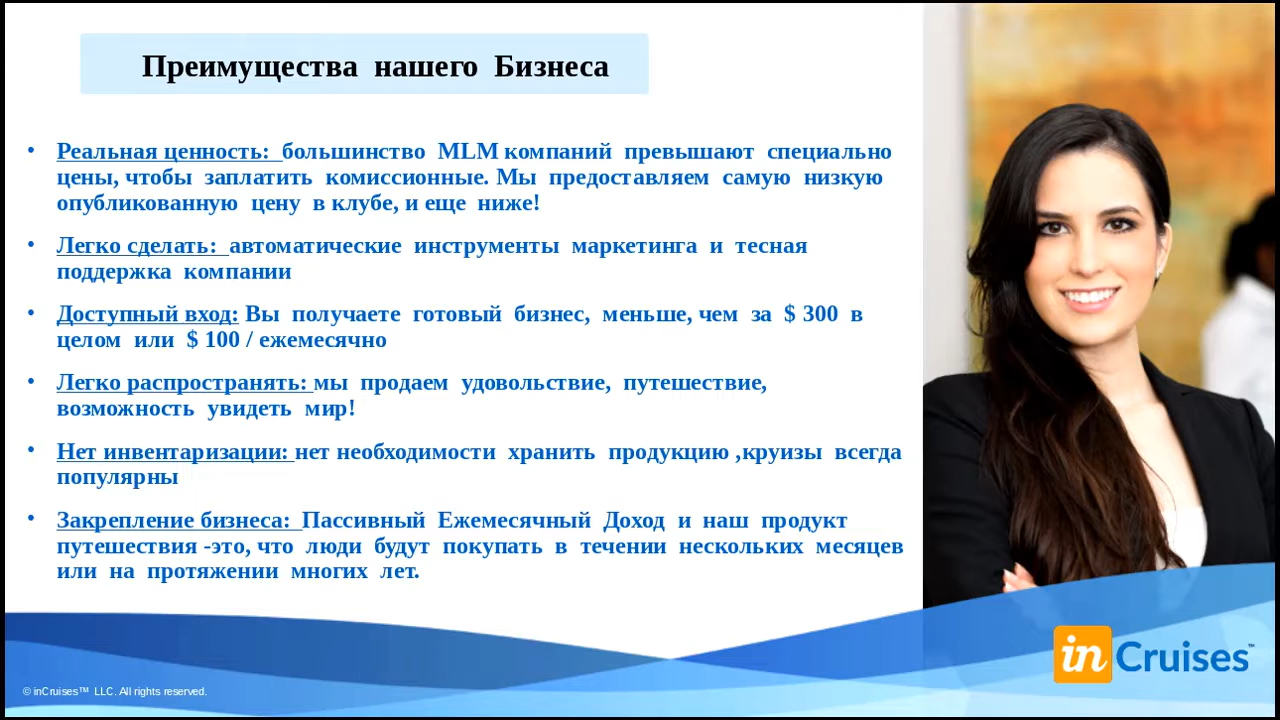 Преимущества нашего Бизнеса
• Реальная ценность: большинство MLM компаний превышают специально
цены, чтобы заплатить комиссионные. Мы предоставляем самую низкую
опубликованную цену в клубе, и еще ниже!
• Легко сделать: автоматические инструменты маркетинга и тесная
поддержка компании
• Доступный вход: Вы получаете готовый бизнес, меньше, чем за $ 300 в
целом или $ 100 / ежемесячно
• Легко распространять: мы продаем удовольствие, путешествие,
возможность увидеть мир!
• Нет инвентаризации: нет необходимости хранить продукцию ,круизы всегда
популярны
• Закрепление бизнеса: Пассивный Ежемесячный Доход и наш продукт
путешествия -это, что люди будут покупать в течении нескольких месяцев
или на протяжении многих лет.
in Cruises™
© inCruises™ LLC. All rights reserved.